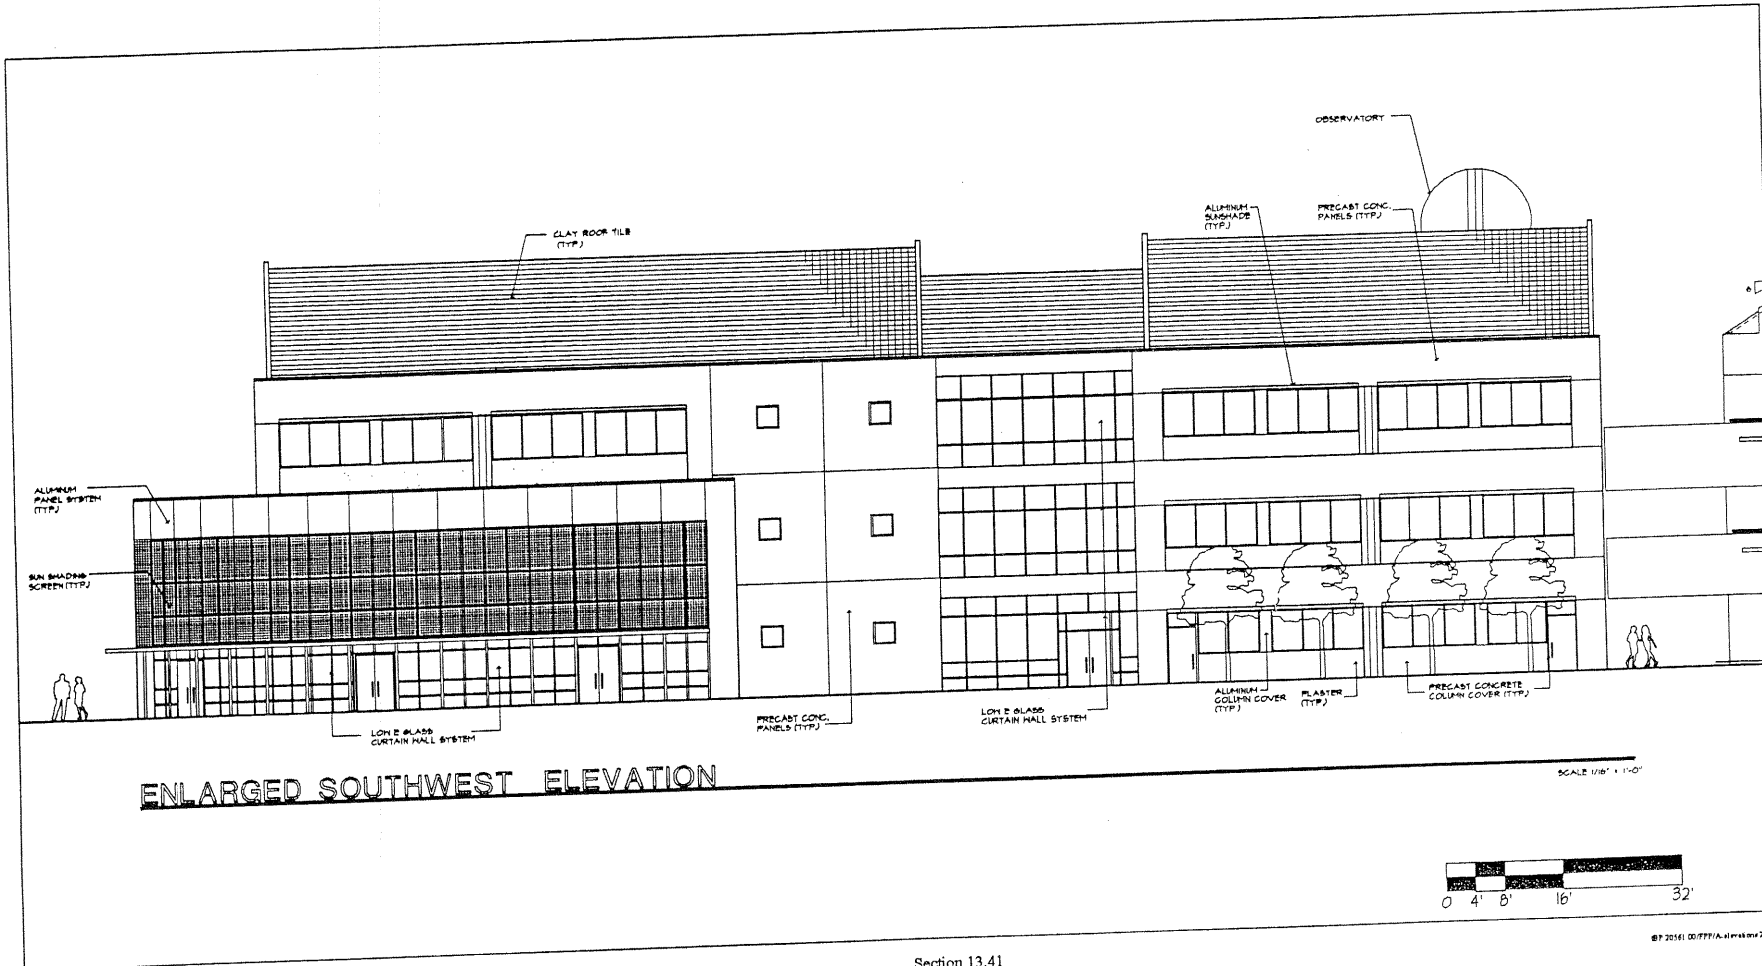 OBSERVATORY
ALUMINUM
SUNSHADE
(TYP.)
PRECAST CONC.
PANELS (TYP.)
CLAY ROOF TILE
(TYP.)
ALUMINUM
PANEL SYSTEM
(TYP.)
SUN SHADING
SCREEN (TYP.)
LOW E GLASS
CURTAIN WALL SYSTEM
PRECAST CONC.
PANELS (TYP.)
LOW E GLASS
CURTAIN WALL SYSTEM
ALUMINUM
COLUMN COVER
(TYP.)
PLASTER
(TYP.)
PRECAST CONCRETE
COLUMN COVER (TYP.)
ENLARGED SOUTHWEST ELEVATION
SCALE 1/16" = 1'-0"
0 4' 8' 16' 32'
Section 13.41